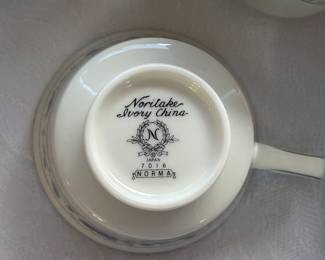 Noritake
Ivory China
N
JAPAN
7016
NORMA